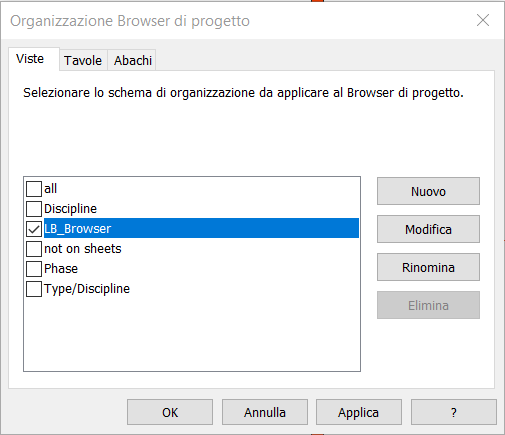 Organizzazione Browser di progetto
Viste
Tavole
Abachi
Selezionare lo schema di organizzazione da applicare al Browser di progetto.
all
Discipline
LB_Browser
not on sheets
Phase
Type/Discipline
Nuovo
Modifica
Rinomina
Elimina
OK
Annulla
Applica
?